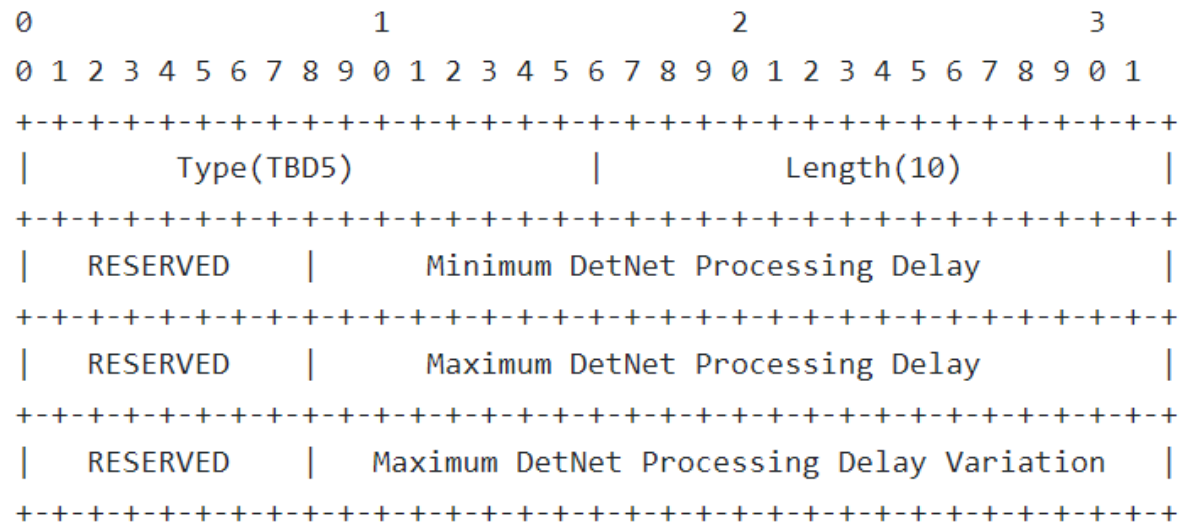 0                   1                   2                   3
0 1 2 3 4 5 6 7 8 9 0 1 2 3 4 5 6 7 8 9 0 1 2 3 4 5 6 7 8 9 0 1
+-+-+-+-+-+-+-+-+-+-+-+-+-+-+-+-+-+-+-+-+-+-+-+-+-+-+-+-+-+-+-+-+
|        Type(TBD5)             |          Length(10)           |
+-+-+-+-+-+-+-+-+-+-+-+-+-+-+-+-+-+-+-+-+-+-+-+-+-+-+-+-+-+-+-+-+
|   RESERVED    |      Minimum DetNet Processing Delay          |
+-+-+-+-+-+-+-+-+-+-+-+-+-+-+-+-+-+-+-+-+-+-+-+-+-+-+-+-+-+-+-+-+
|   RESERVED    |      Maximum DetNet Processing Delay          |
+-+-+-+-+-+-+-+-+-+-+-+-+-+-+-+-+-+-+-+-+-+-+-+-+-+-+-+-+-+-+-+-+
|   RESERVED    |   Maximum DetNet Processing Delay Variation   |
+-+-+-+-+-+-+-+-+-+-+-+-+-+-+-+-+-+-+-+-+-+-+-+-+-+-+-+-+-+-+-+-+